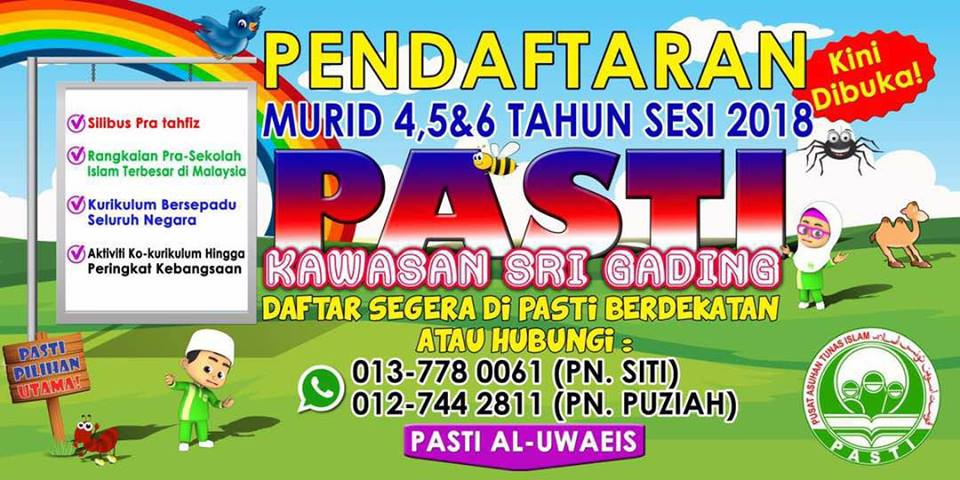 PENDAFTARAN
Kini
Dibuka!
MURID 4,5&6 TAHUN SESI 2018
PASTI
KAWASAN SRI GADING
DAFTAR SEGERA Di PASTi BERDEKATAN
ATAU HUBUNGi :
013-778 0061 (PN. SITI)
012-744 2811 (PN. PUZIAH)
PASTI AL-UWAEIS
Silibus Pra tahfiz
Rangkaian Pra-Sekolah
Islam Terbesar di Malaysia
Kurikulum Bersepadu
Seluruh Negara
Aktiviti Ko-kurikulum Hingga
Peringkat Kebangsaan
PASTI
PILIHAN
UTAMA!
PUSAT ASUHAN TUNAS ISLAM
PASTI